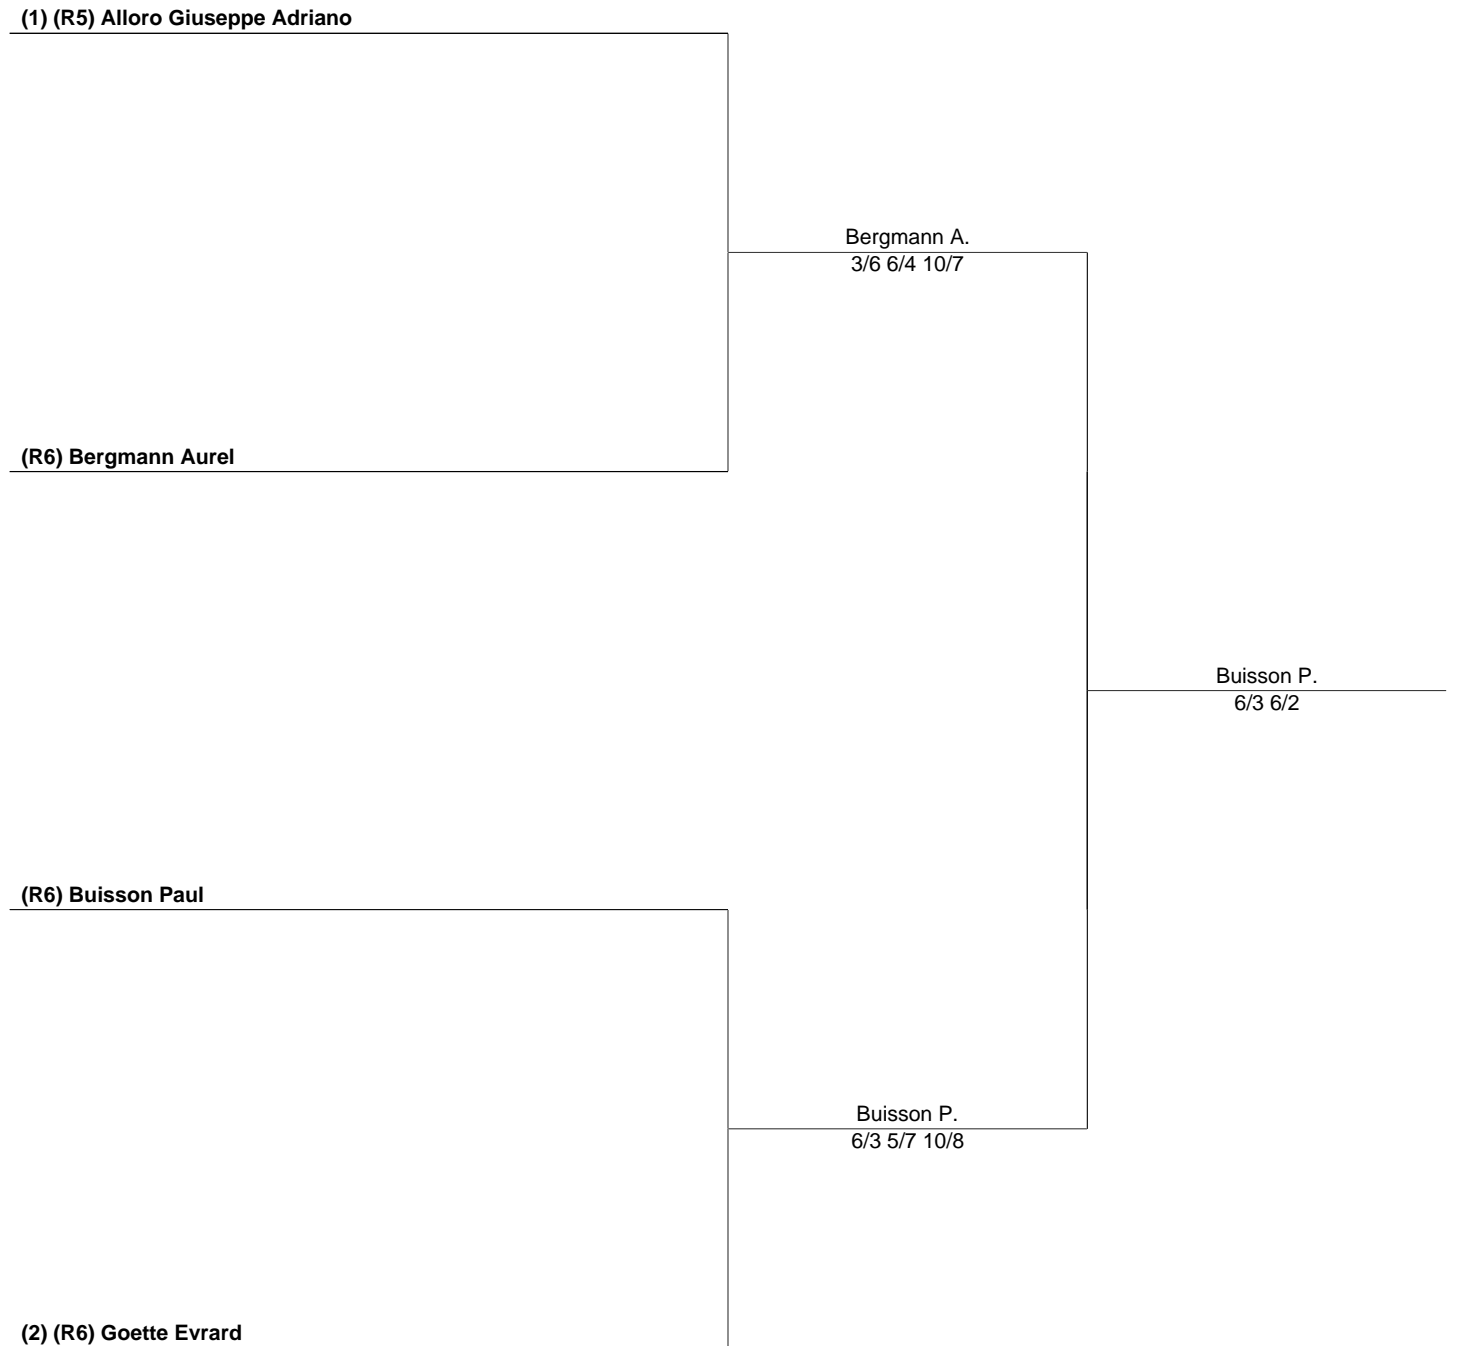 (1) (R5) Alloro Giuseppe Adriano
Bergmann A.
3/6 6/4 10/7
(R6) Bergmann Aurel
Buisson P.
6/3 6/2
(R6) Buisson Paul
Buisson P.
6/3 5/7 10/8
(2) (R6) Goette Evrard